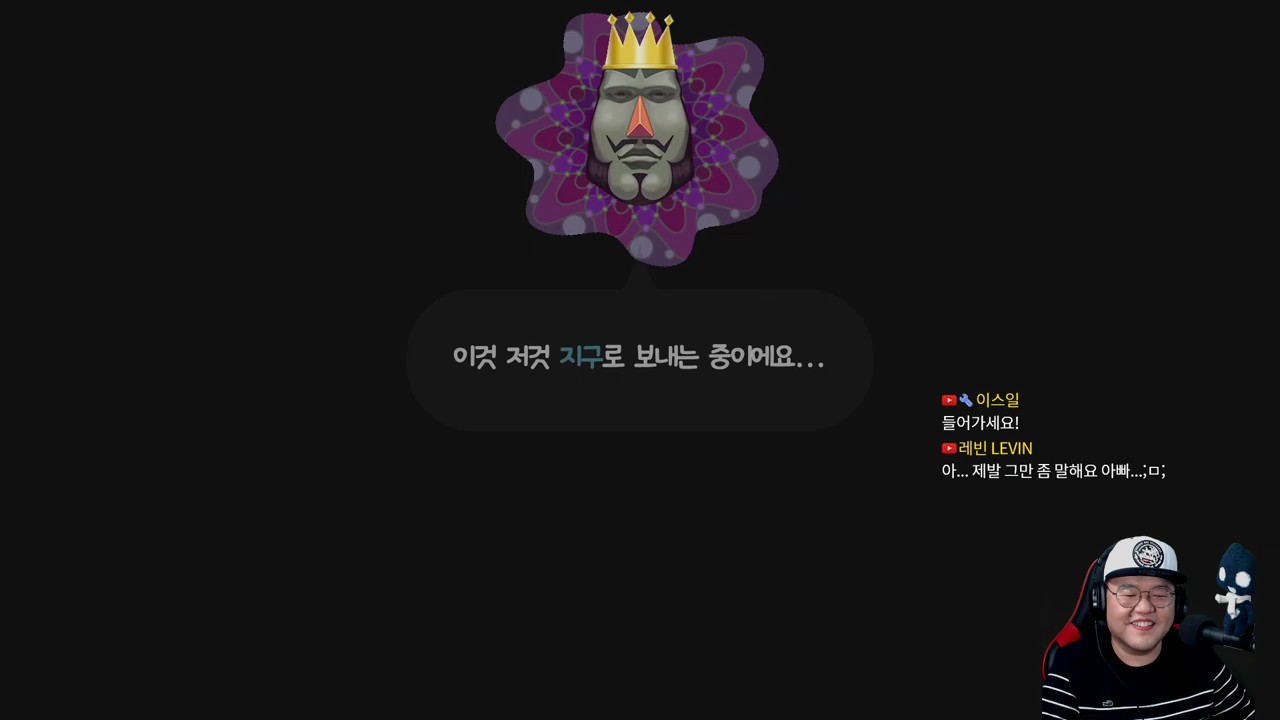 이것 저것 지구로 보내는 중이에요...
이스일
들어가세요!
레빈 LEVIN
아... 제발 그만 좀 말해요 아빠...;ㅁ;